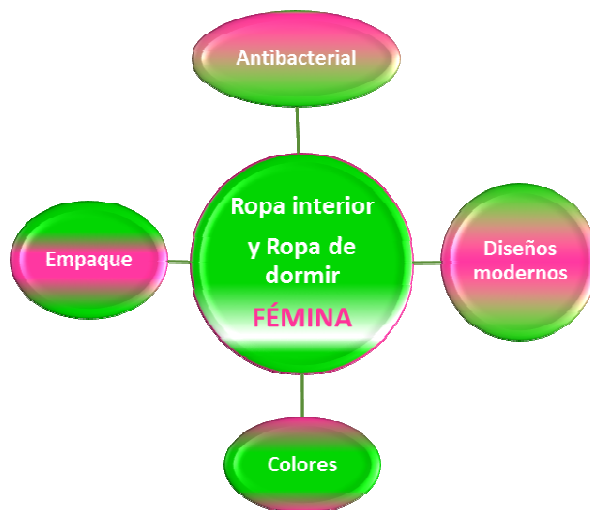 Antibacterial
Ropa interior
y Ropa de
dormir
FÉMINA
Empaque
Diseños
modernos
Colores